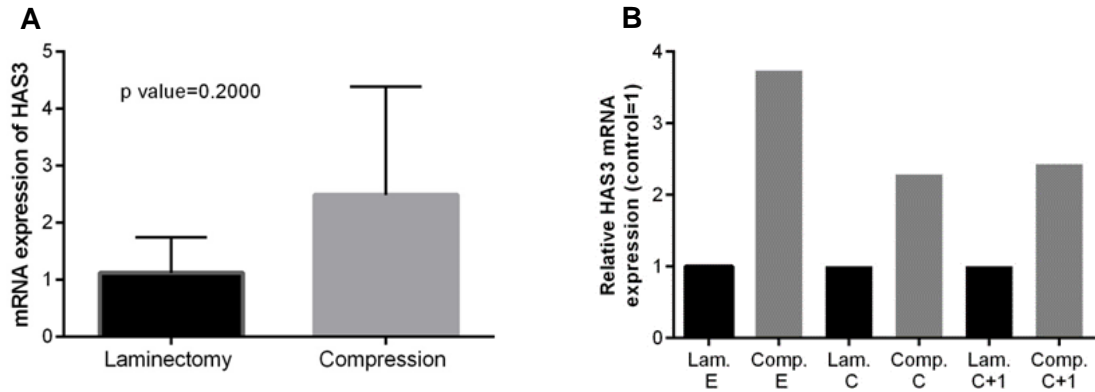 A
mRNA expression of HAS3
5
4
3
2
1
0
p value=0.2000
Laminectomy
Compression
B
Relative HAS3 mRNA
expression (control=1)
4
3
2
1
0
Lam.
E
Comp.
E
Lam.
C
Comp.
C
Lam.
C+1
Comp.
C+1